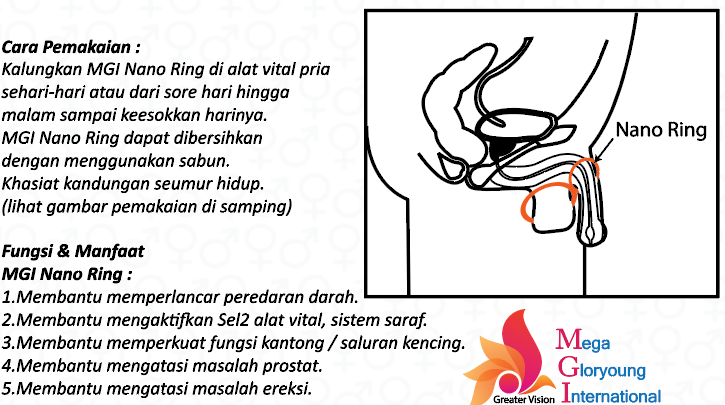 Cara Pemakaian :
Kalungkan MGI Nano Ring di alat vital pria
sehari-hari atau dari sore hari hingga
malam sampai keesokkan harinya.
MGI Nano Ring dapat dibersihkan
dengan menggunakan sabun.
Khasiat kandungan seumur hidup.
(lihat gambar pemakaian di samping)
Nano Ring
Fungsi & Manfaat
MGI Nano Ring :
1.Membantu memperlancar peredaran darah.
2.Membantu mengaktifkan Sel2 alat vital, sistem saraf.
3.Membantu memperkuat fungsi kantong / saluran kencing.
4.Membantu mengatasi masalah prostat.
5.Membantu mengatasi masalah ereksi.
Greater Vision
Mega
Gloryoung
International